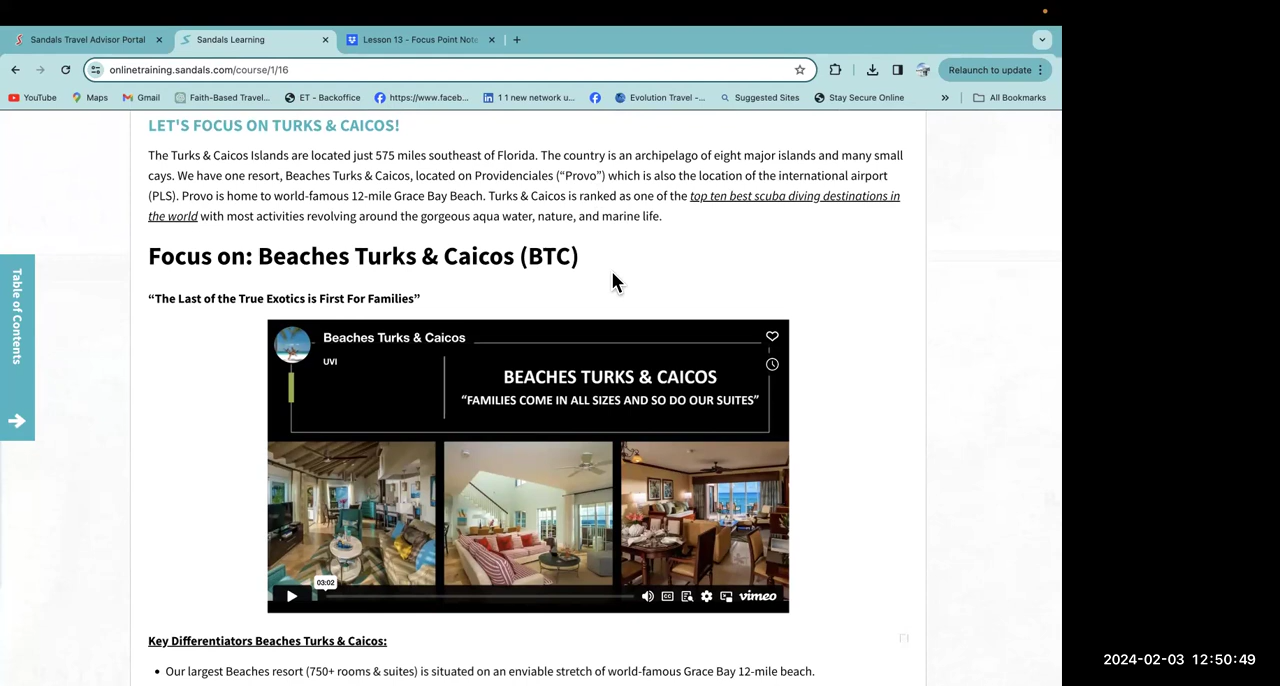 Sandals Travel Advisor Portal
Sandals Learning
Lesson 13 - Focus Point Note
onlinetraining.sandals.com/course/1/16
Relaunch to update
YouTube
Maps
Gmail
Faith-Based Travel...
ET - Backoffice
https://www.faceb...
1 1 new network u...
Evolution Travel -...
Suggested Sites
Stay Secure Online
»
All Bookmarks
LET'S FOCUS ON TURKS & CAICOS!
The Turks & Caicos Islands are located just 575 miles southeast of Florida. The country is an archipelago of eight major islands and many small
cays. We have one resort, Beaches Turks & Caicos, located on Providenciales (“Provo”) which is also the location of the international airport
(PLS). Provo is home to world-famous 12-mile Grace Bay Beach. Turks & Caicos is ranked as one of the top ten best scuba diving destinations in
the world with most activities revolving around the gorgeous aqua water, nature, and marine life.
Focus on: Beaches Turks & Caicos (BTC)
“The Last of the True Exotics is First For Families”
Table of Contents
Beaches Turks & Caicos
UVI
BEACHES TURKS & CAICOS
“FAMILIES COME IN ALL SIZES AND SO DO OUR SUITES”
03:02
CC
vimeo
Key Differentiators Beaches Turks & Caicos:
• Our largest Beaches resort (750+ rooms & suites) is situated on an enviable stretch of world-famous Grace Bay 12-mile beach.
2024-02-03 12:50:49